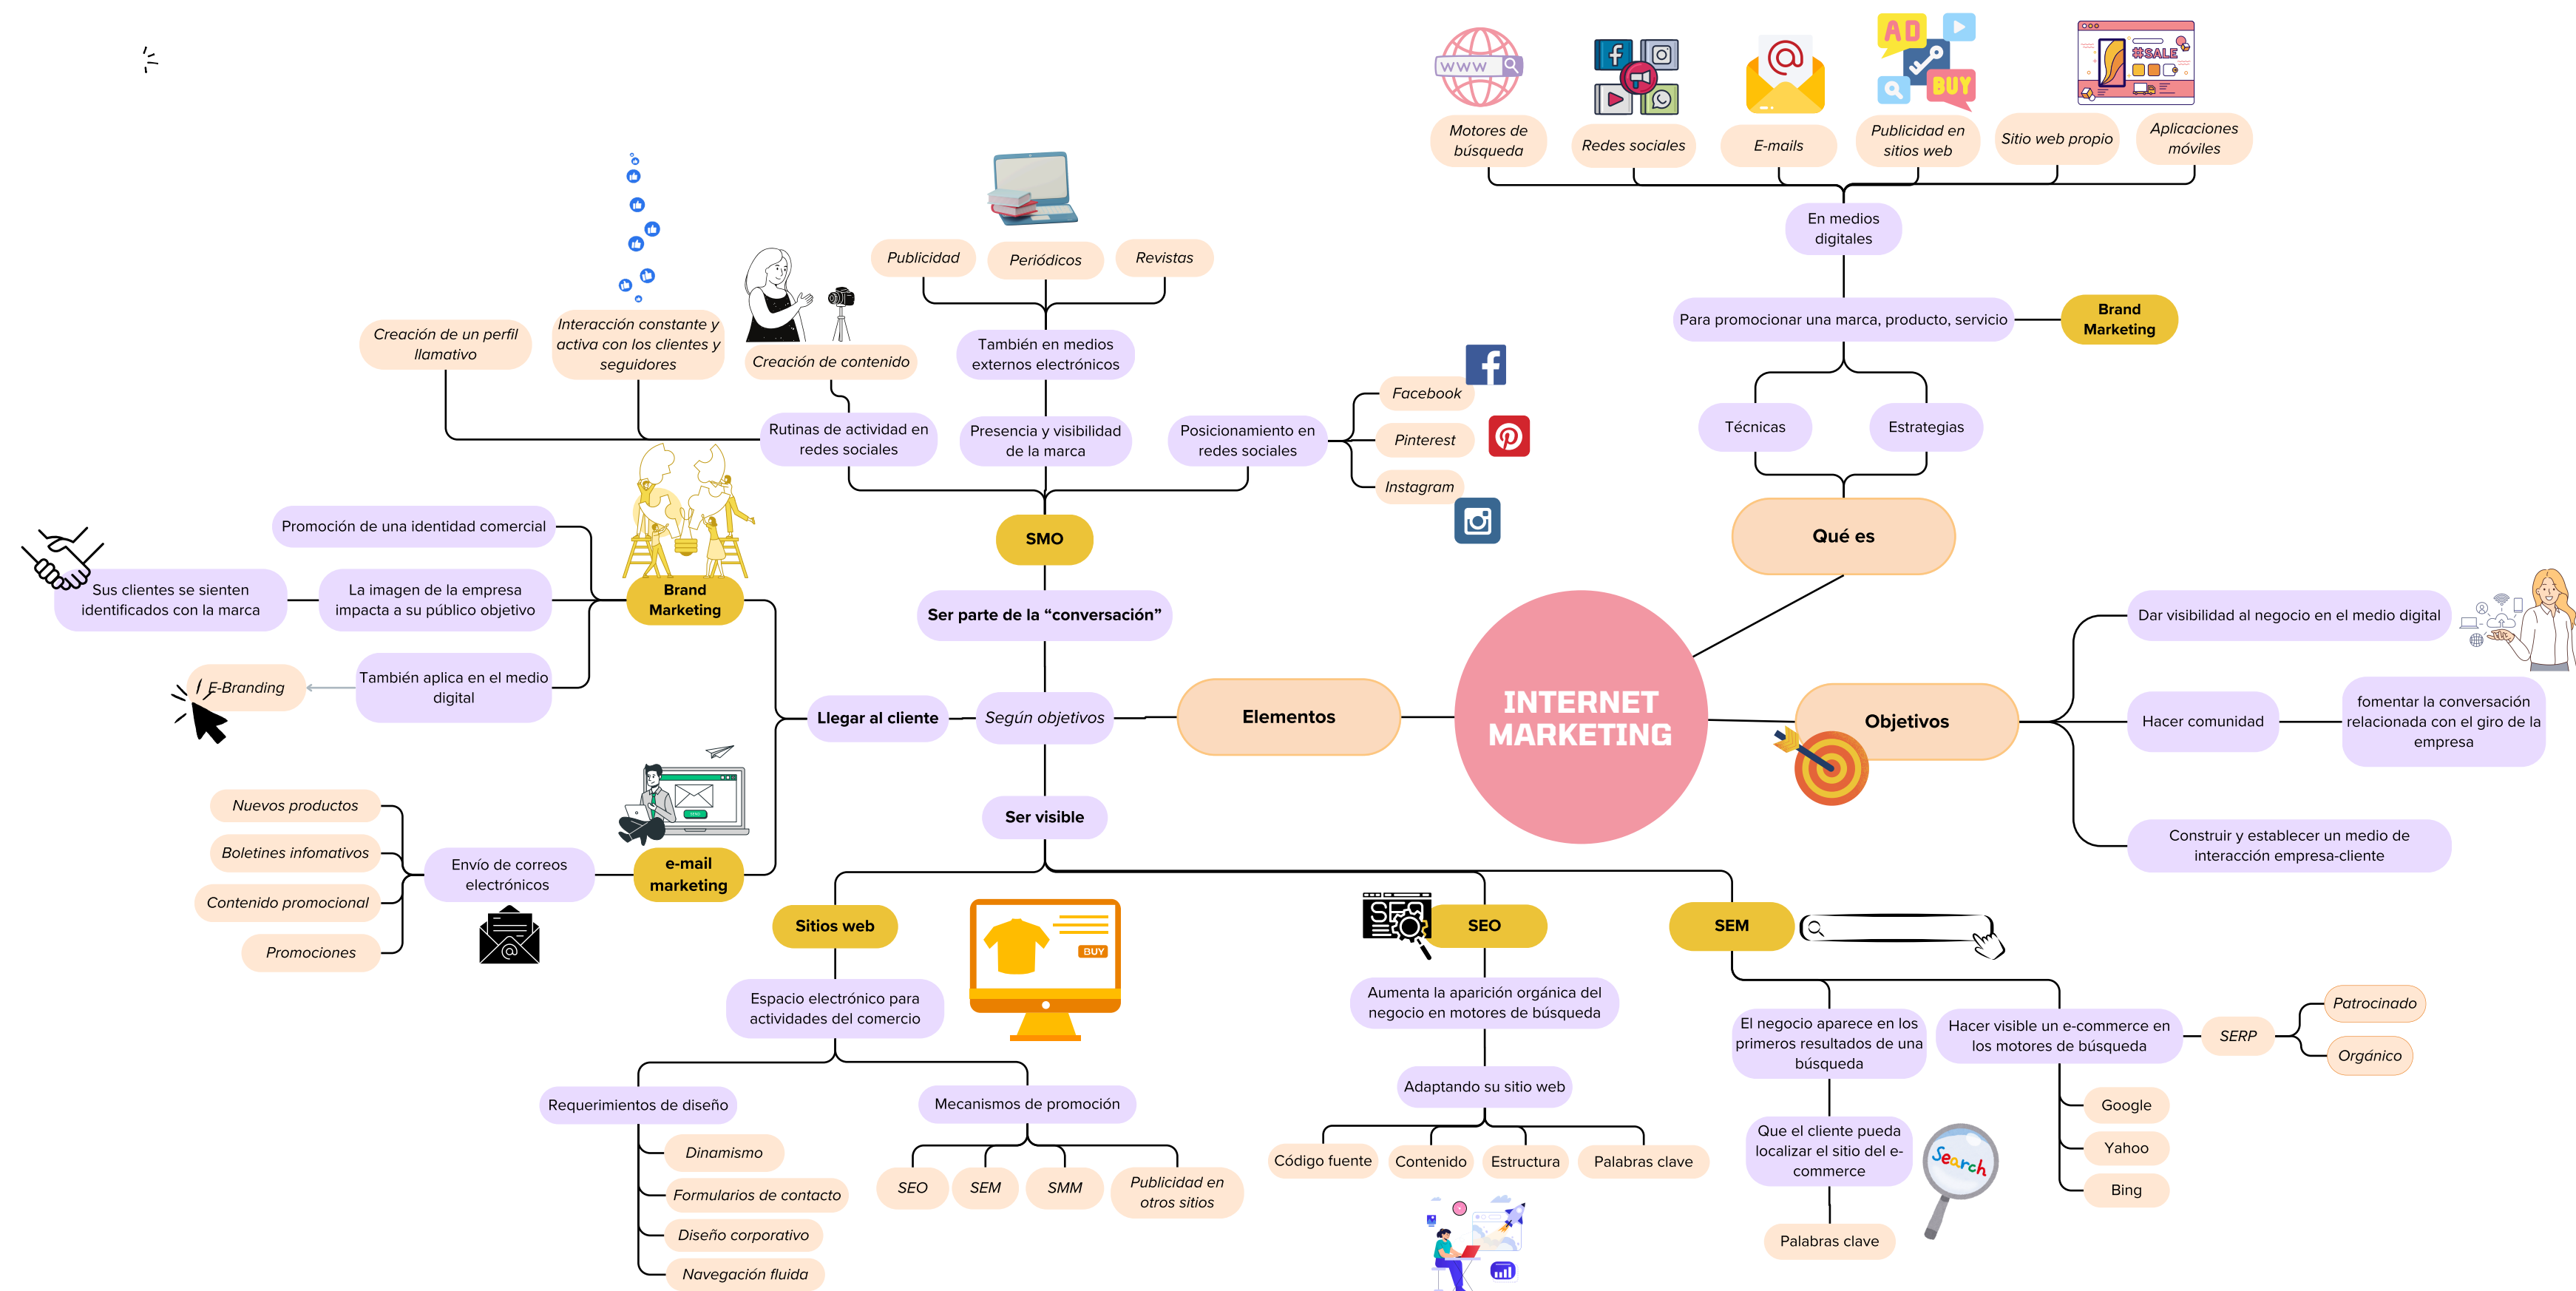 INTERNET
MARKETING
Qué es
Técnicas
Estrategias
Para promocionar una marca, producto, servicio
Brand
Marketing
En medios
digitales
www
Motores de
búsqueda
Redes sociales
@
E-mails
AD
BUY
Publicidad en
sitios web
#SALE
Sitio web propio
Aplicaciones
móviles
Objetivos
Dar visibilidad al negocio en el medio digital
Hacer comunidad
fomentar la conversación
relacionada con el giro de la
empresa
Construir y establecer un medio de
interacción empresa-cliente
Elementos
Según objetivos
Ser parte de la “conversación”
SMO
Rutinas de actividad en
redes sociales
Creación de un perfil
llamativo
Interacción constante y
activa con los clientes y
seguidores
Creación de contenido
Presencia y visibilidad
de la marca
También en medios
externos electrónicos
Publicidad
Periódicos
Revistas
Posicionamiento en
redes sociales
Facebook
Pinterest
Instagram
Llegar al cliente
Brand
Marketing
Promoción de una identidad comercial
La imagen de la empresa
impacta a su público objetivo
Sus clientes se sienten
identificados con la marca
También aplica en el medio
digital
E-Branding
e-mail
marketing
Envío de correos
electrónicos
@
Nuevos productos
Boletines infomativos
Contenido promocional
Promociones
Ser visible
Sitios web
BUY
Espacio electrónico para
actividades del comercio
Requerimientos de diseño
Dinamismo
Formularios de contacto
Diseño corporativo
Navegación fluida
Mecanismos de promoción
SEO
SEM
SMM
Publicidad en
otros sitios
SEO
SEO
Aumenta la aparición orgánica del
negocio en motores de búsqueda
Adaptando su sitio web
Código fuente
Contenido
Estructura
Palabras clave
SEM
El negocio aparece en los
primeros resultados de una
búsqueda
Que el cliente pueda
localizar el sitio del e-
commerce
Palabras clave
Search
Hacer visible un e-commerce en
los motores de búsqueda
SERP
Patrocinado
Orgánico
Google
Yahoo
Bing